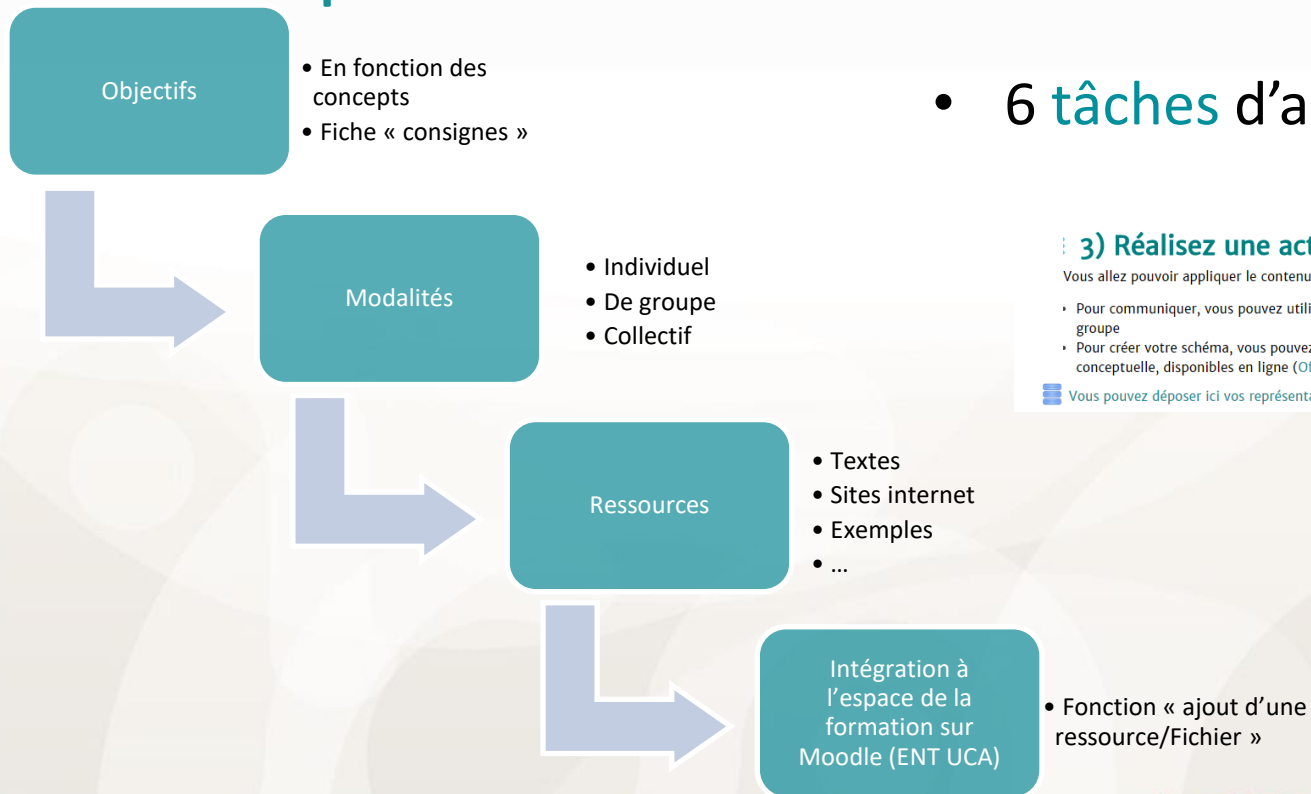 Objectifs
• En fonction des
concepts
• Fiche « consignes »
Modalités
• Individuel
• De groupe
• Collectif
Ressources
• Textes
• Sites internet
• Exemples
• ...
Intégration à
l’espace de la
formation sur
Moodle (ENT UCA)
• Fonction « ajout d’une
ressource/Fichier »
• 6 tâches d’a
3) Réalisez une act
Vous allez pouvoir appliquer le contenu
Pour communiquer, vous pouvez utili
groupe
Pour créer votre schéma, vous pouvez
conceptuelle, disponibles en ligne (Of
Vous pouvez déposer ici vos représenta